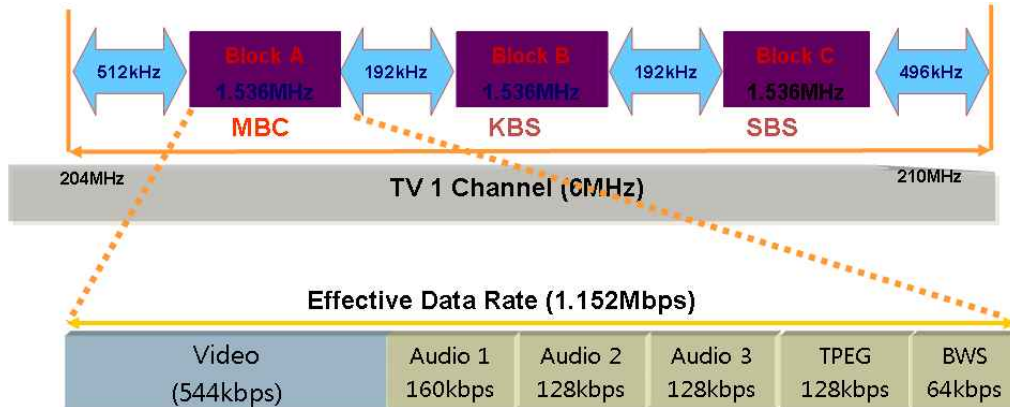 Block A
Block B
Block C
512kHz
192kHz
192kHz
496kHz
1.536MHz
1.536MHz
1.536MHz
MBC
KBS
SBS
204MHz
TV 1 Channel (6MHz)
210MHz
Effective Data Rate (1.152Mbps)
Video
(544kbps)
Audio 1
160kbps
Audio 2
128kbps
Audio 3
128kbps
TPEG
128kbps
BWS
64kbps